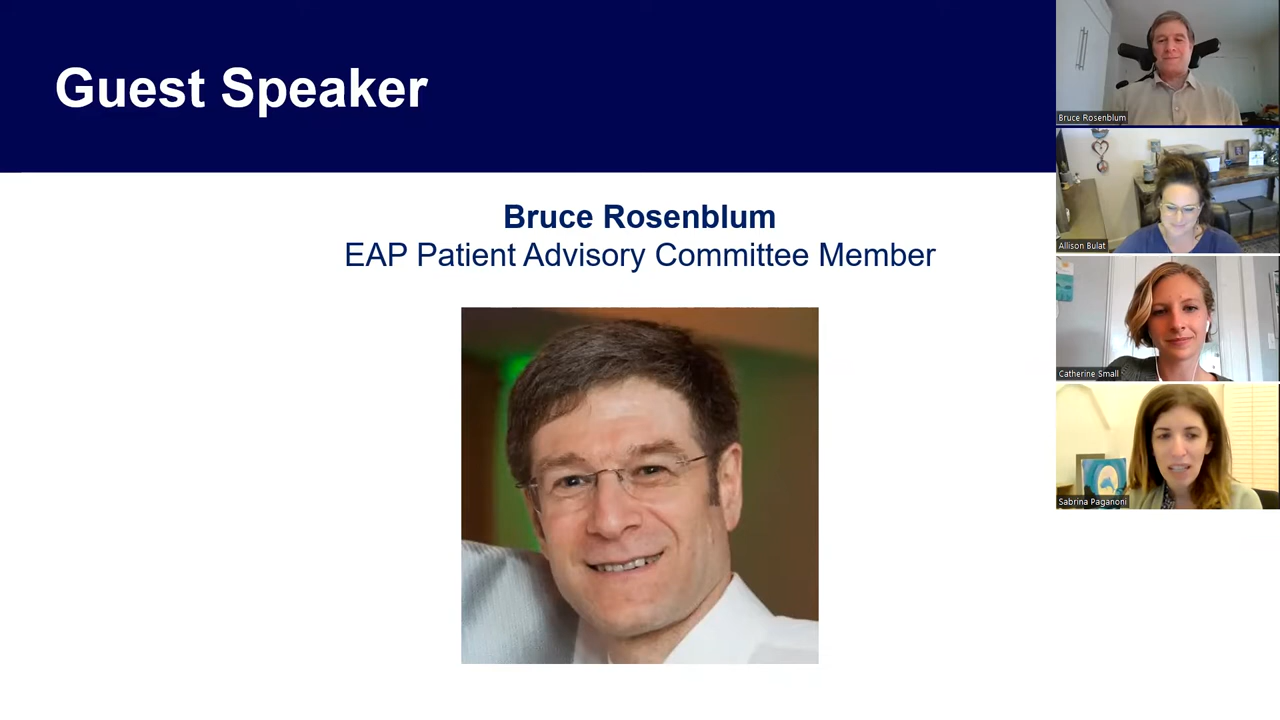 Guest Speaker
Bruce Rosenblum
EAP Patient Advisory Committee Member
Bruce Rosenblum
Allison Bulat
Catherine Small
Sabrina Paganoni